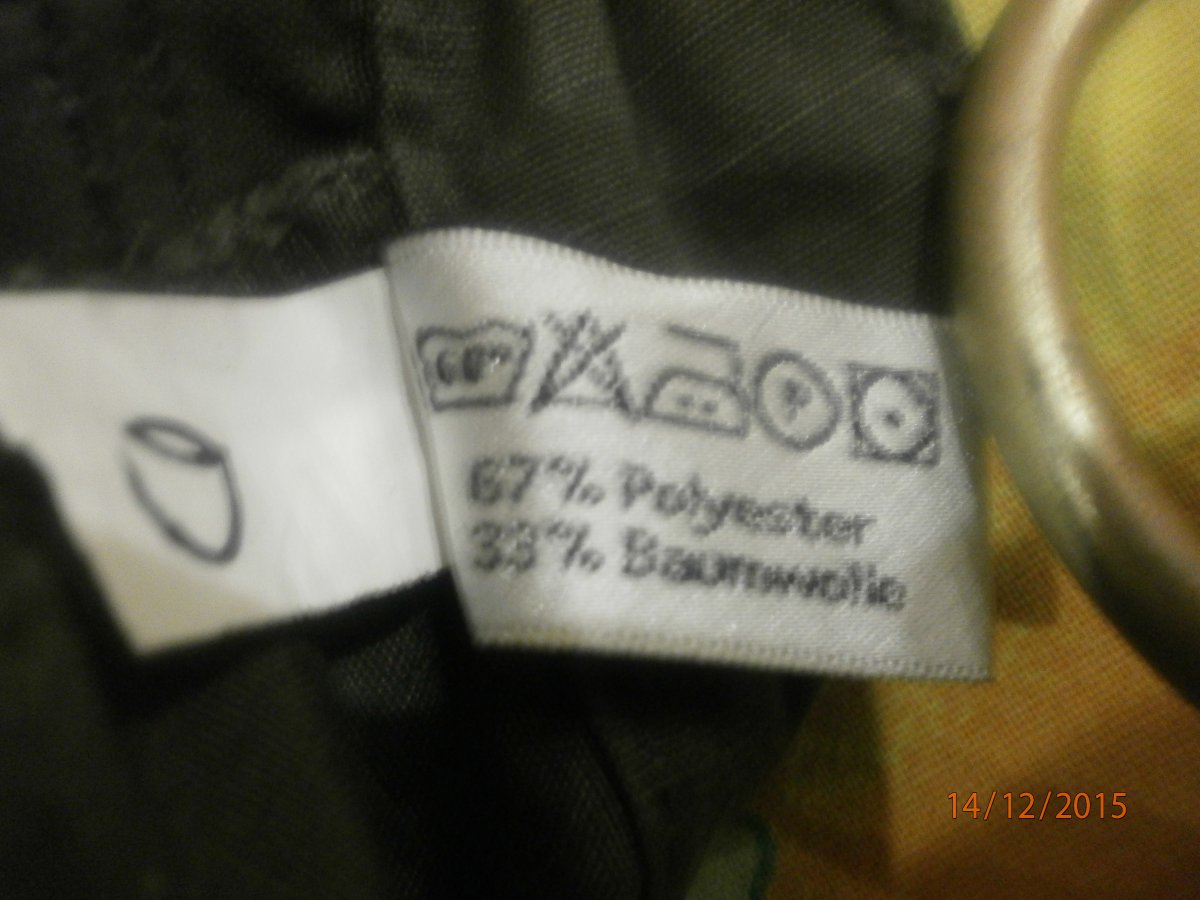 60°
P
67% Polyester
33% Baumwolle
14/12/2015